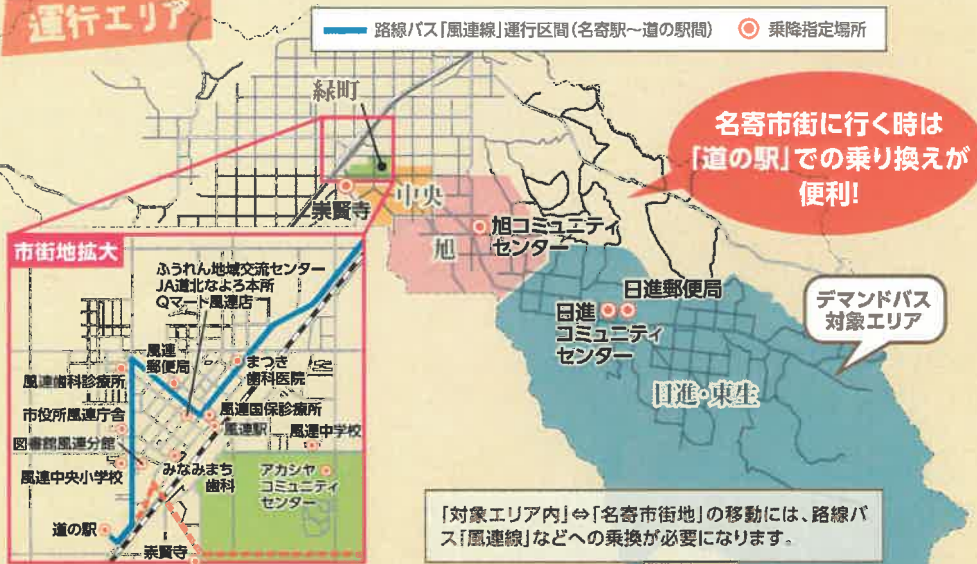 運行エリア
路線バス「風連線」運行区間(名寄駅～道の駅間)
乗降指定場所
緑町
名寄市街に行く時は
「道の駅」での乗り換えが
便利!
崇賢寺
中央
旭
旭コミュニティ
センター
日進郵便局
日進
コミュニティ
センター
デマンドバス
対象エリア
日進・東生
市街地拡大
ふうれん地域交流センター
JA道北なよろ本所
Qマート風連店
風連
郵便局
まつき
歯科医院
風連歯科診療所
市役所風連庁舎
風連国保診療所
風連駅
図書館風連分館
風連中学校
風連中央小学校
みなみまち
歯科
アカシヤ
コミュニティ
センター
道の駅
崇賢寺
「対象エリア内」⇔「名寄市街地」の移動には、路線バ
ス「風連線」などへの乗換が必要になります。